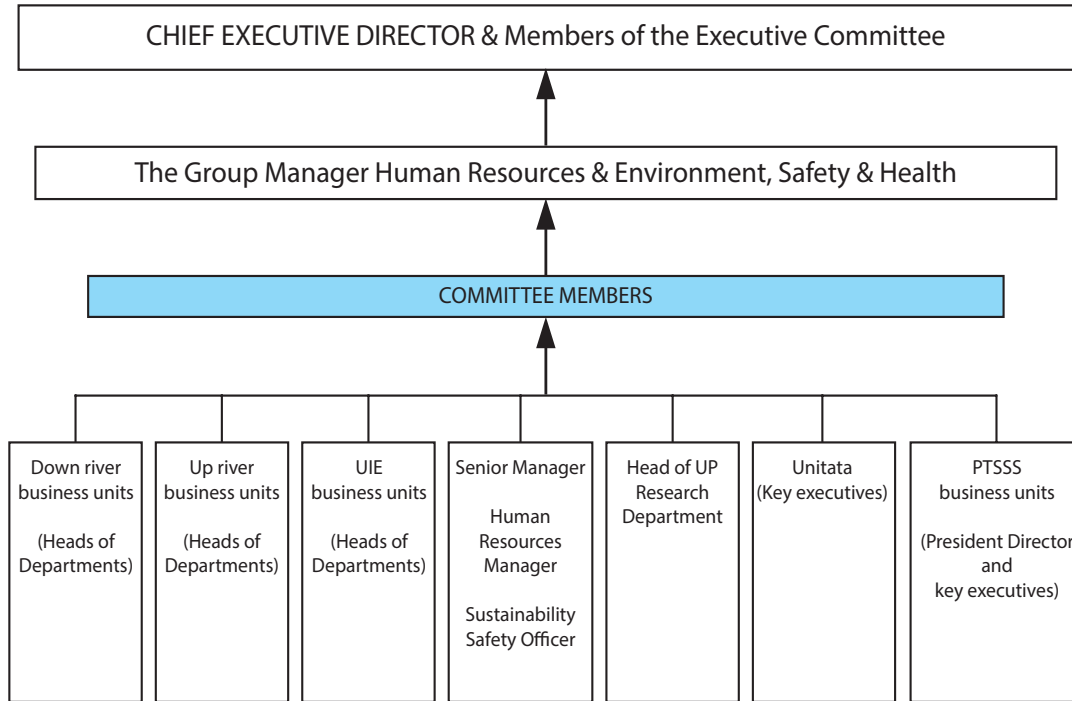 CHIEF EXECUTIVE DIRECTOR & Members of the Executive Committee
The Group Manager Human Resources & Environment, Safety & Health
COMMITTEE MEMBERS
Down river
business units
(Heads of
Departments)
Up river
business units
(Heads of
Departments)
UIE
business units
(Heads of
Departments)
Senior Manager
Human
Resources
Manager
Sustainability
Safety Officer
Head of UP
Research
Department
Unitata
(Key executives)
PTSSS
business units
(President Director
and
key executives)